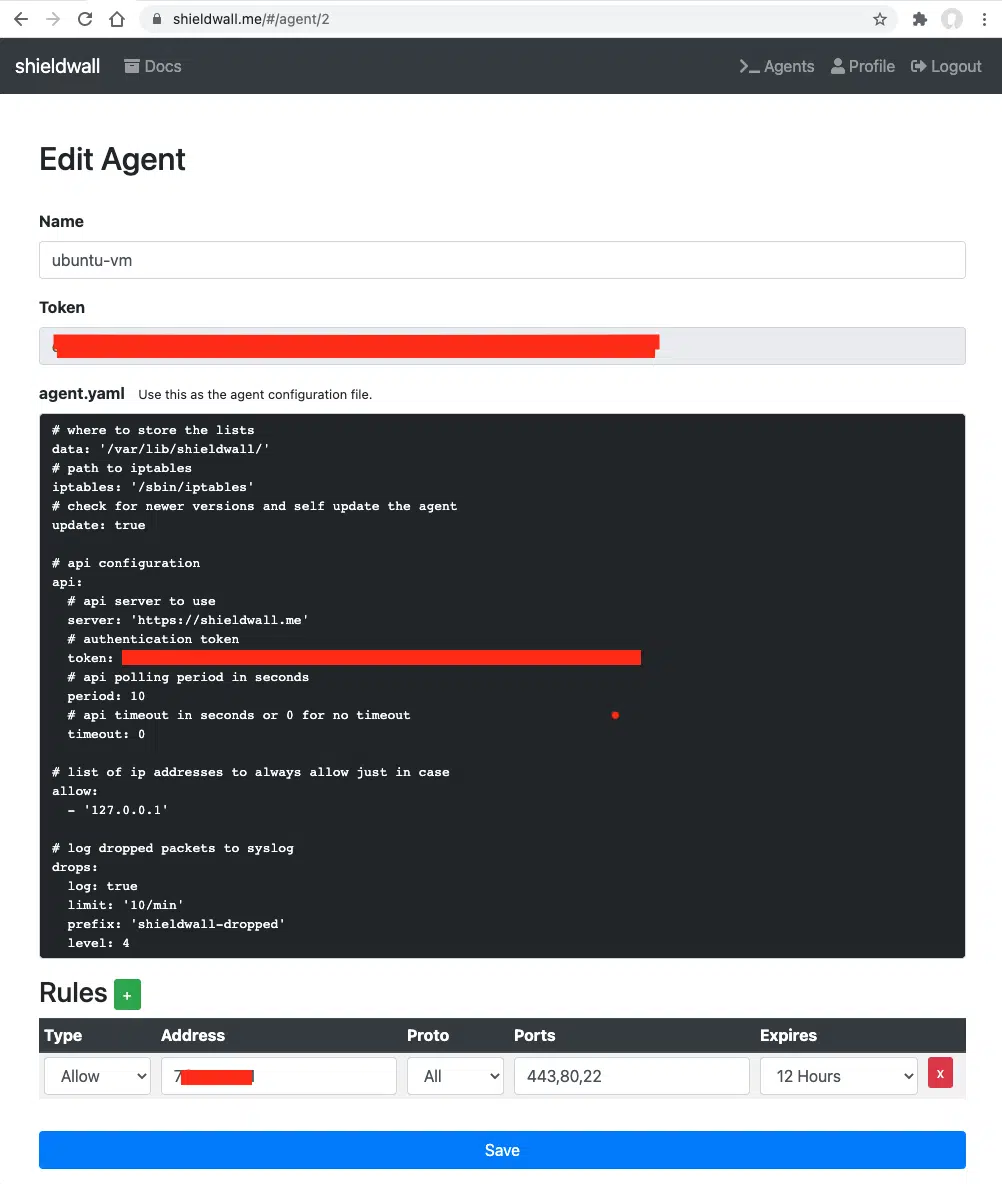 shieldwall.me/#/agent/2
shieldwall Docs Agents Profile Logout
Edit Agent
Name
ubuntu-vm
Token
agent.yaml Use this as the agent configuration file.
# where to store the lists
data: '/var/lib/shieldwall/'
# path to iptables
iptables: '/sbin/iptables'
# check for newer versions and self update the agent
update: true
# api configuration
api:
# api server to use
server: 'https://shieldwall.me'
# authentication token
token:
# api polling period in seconds
period: 10
# api timeout in seconds or 0 for no timeout
timeout: 0
# list of ip addresses to always allow just in case
allow:
- '127.0.0.1'
# log dropped packets to syslog
drops:
log: true
limit: '10/min'
prefix: 'shieldwall-dropped'
level: 4
Rules +
Type Address Proto Ports Expires
Allow 7 All 443,80,22 12 Hours x
Save